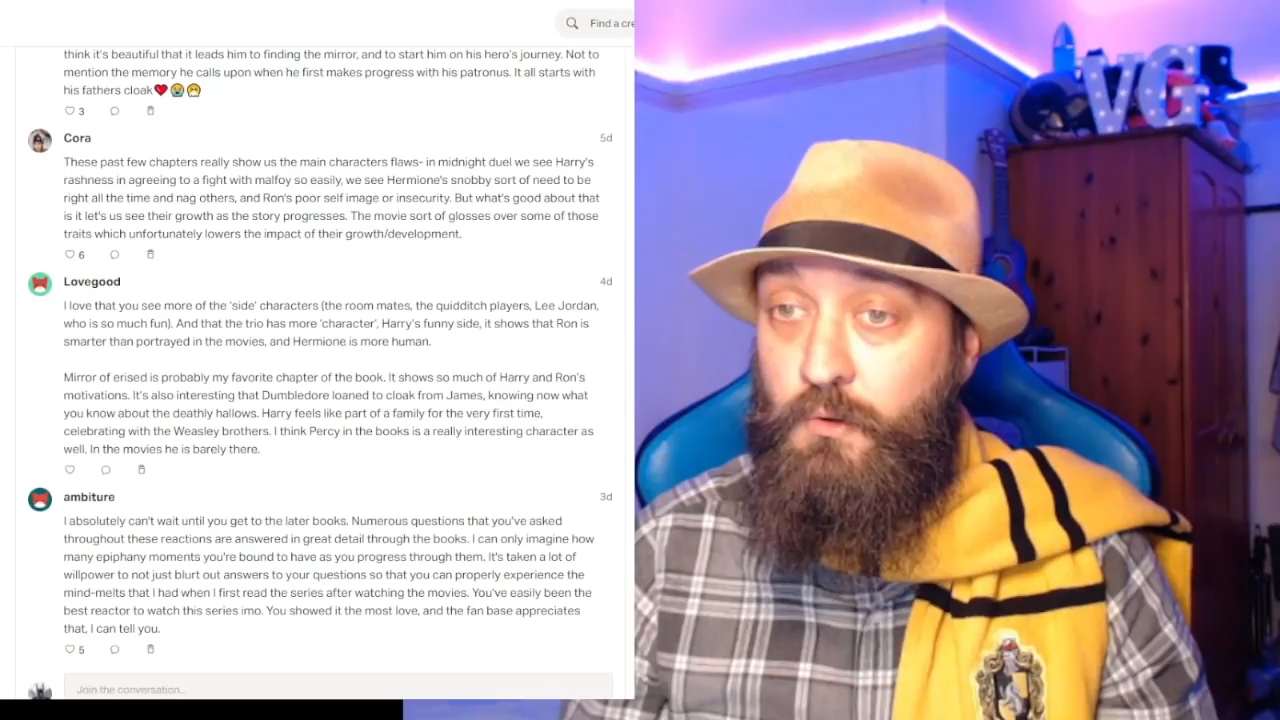 Find a cre
think it's beautiful that it leads him to finding the mirror, and to start him on his hero's journey. Not to
mention the memory he calls upon when he first makes progress with his patronus. It all starts with
his fathers cloak❤️😭😭
3
Cora
5d
These past few chapters really show us the main characters flaws- in midnight duel we see Harry's
rashness in agreeing to a fight with malfoy so easily, we see Hermione's snobby sort of need to be
right all the time and nag others, and Ron's poor self image or insecurity. But what's good about that
is it let's us see their growth as the story progresses. The movie sort of glosses over some of those
traits which unfortunately lowers the impact of their growth/development.
6
Lovegood
4d
I love that you see more of the 'side' characters (the room mates, the quidditch players, Lee Jordan,
who is so much fun). And that the trio has more 'character', Harry's funny side, it shows that Ron is
smarter than portrayed in the movies, and Hermione is more human.
Mirror of erised is probably my favorite chapter of the book. It shows so much of Harry and Ron's
motivations. It's also interesting that Dumbledore loaned to cloak from James, knowing now what
you know about the deathly hallows. Harry feels like part of a family for the very first time,
celebrating with the Weasley brothers. I think Percy in the books is a really interesting character as
well. In the movies he is barely there.
ambiture
3d
I absolutely can't wait until you get to the later books. Numerous questions that you've asked
throughout these reactions are answered in great detail through the books. I can only imagine how
many epiphany moments you're bound to have as you progress through them. It's taken a lot of
willpower to not just blurt out answers to your questions so that you can properly experience the
mind-melts that I had when I first read the series after watching the movies. You've easily been the
best reactor to watch this series imo. You showed it the most love, and the fan base appreciates
that, I can tell you.
5
Join the conversation...
VG